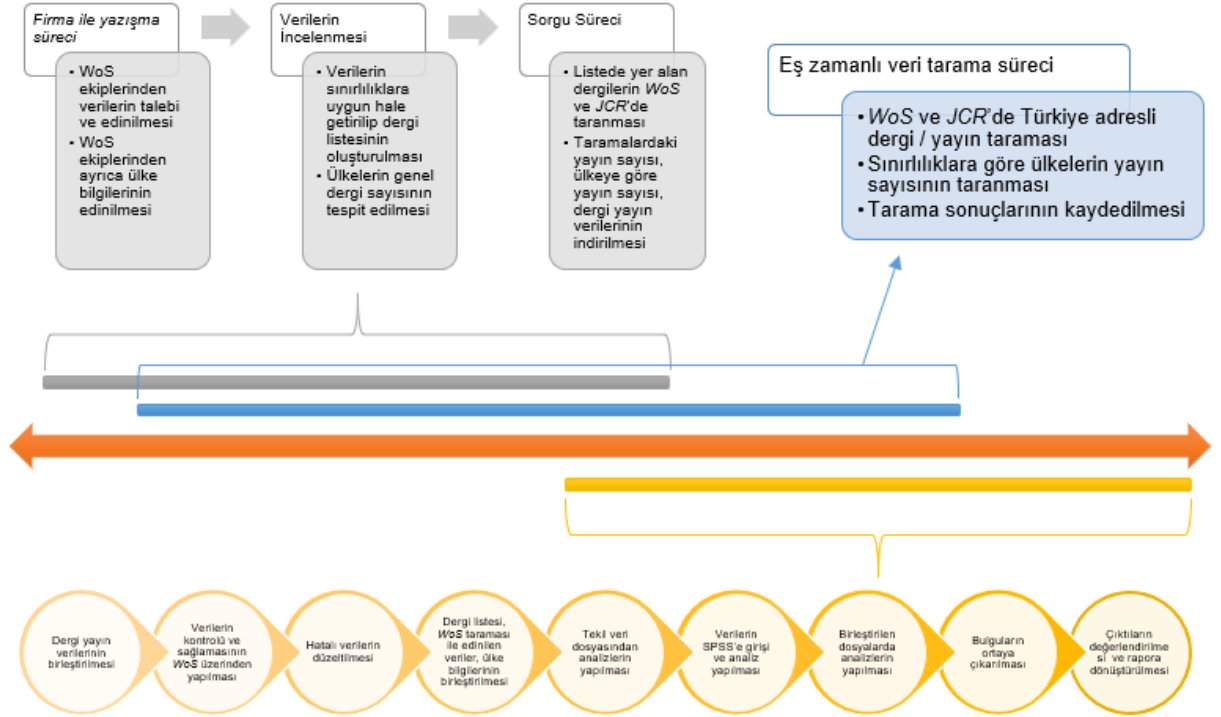 Firma ile yazışma
süreci
• WoS
ekiplerinden
verilerin talebi
ve edinilmesi
• WoS
ekiplerinden
ayrıca ülke
bilgilerinin
edinilmesi
Verilerin
İncelenmesi
• Verilerin
sınırlılıklara
uygun hale
getirilip dergi
listesinin
oluşturulması
• Ülkelerin genel
dergi sayısının
tespit edilmesi
Sorgu Süreci
• Listede yer alan
dergilerin WoS
ve JCR'de
taranması
• Taramalardaki
yayın sayısı,
ülkeye göre
yayın sayısı,
dergi yayın
verilerinin
indirilmesi
Eş zamanlı veri tarama süreci
• WoS ve JCR'de Türkiye adresli
dergi / yayın taraması
• Sınırlılıklara göre ülkelerin yayın
sayısının taranması
• Tarama sonuçlarının kaydedilmesi
Dergi yayın
verilerinin
birleştirilmesi
Verilerin
kontrolü ve
sağlamasının
WoS üzerinden
yapılması
Hatalı verilerin
düzeltilmesi
Dergi listesi,
WoS taraması
ile edinilen
veriler, ülke
bilgilerinin
birleştirilmesi
Tekil veri
dosyasından
analizlerin
yapılması
Verilerin
SPSS'e girişi
ve analiz
yapılması
Birleştirilen
dosyalarda
analizlerin
yapılması
Bulguların
ortaya
çıkarılması
Çıktıların
değerlendirilme
si ve rapora
dönüştürülmesi